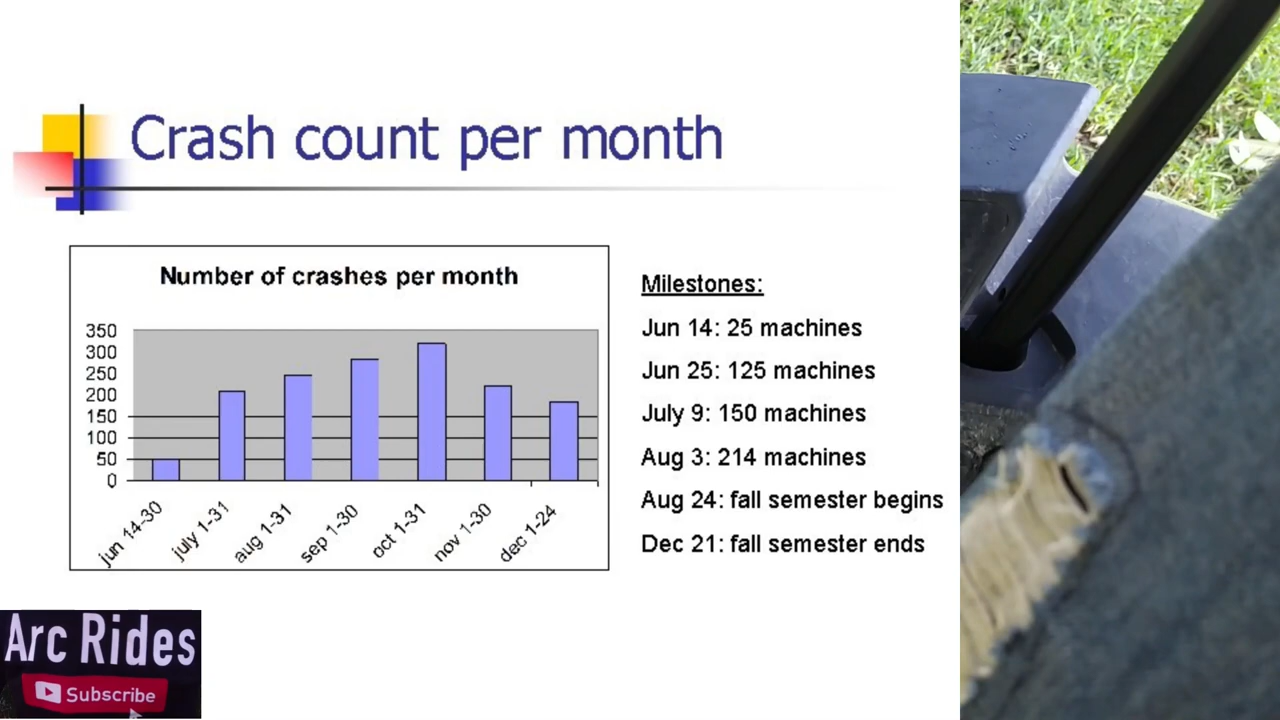 Crash count per month
Number of crashes per month
350
300
250
200
150
100
50
0
jun 14-30
july 1-31
aug 1-31
sep 1-30
oct 1-31
nov 1-30
dec 1-24
Milestones:
Jun 14: 25 machines
Jun 25: 125 machines
July 9: 150 machines
Aug 3: 214 machines
Aug 24: fall semester begins
Dec 21: fall semester ends
Arc Rides
Subscribe